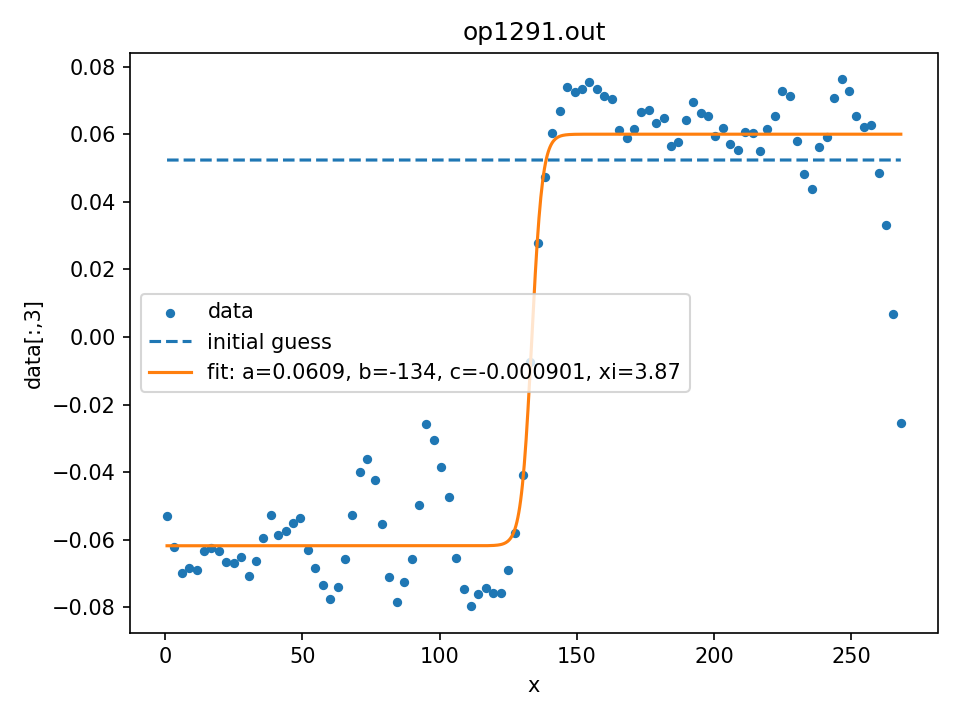 op1291.out
0.08
0.06
0.04
0.02
0.00
−0.02
−0.04
−0.06
−0.08
data[:,3]
data
initial guess
fit: a=0.0609, b=-134, c=-0.000901, xi=3.87
0 50 100 150 200 250
x